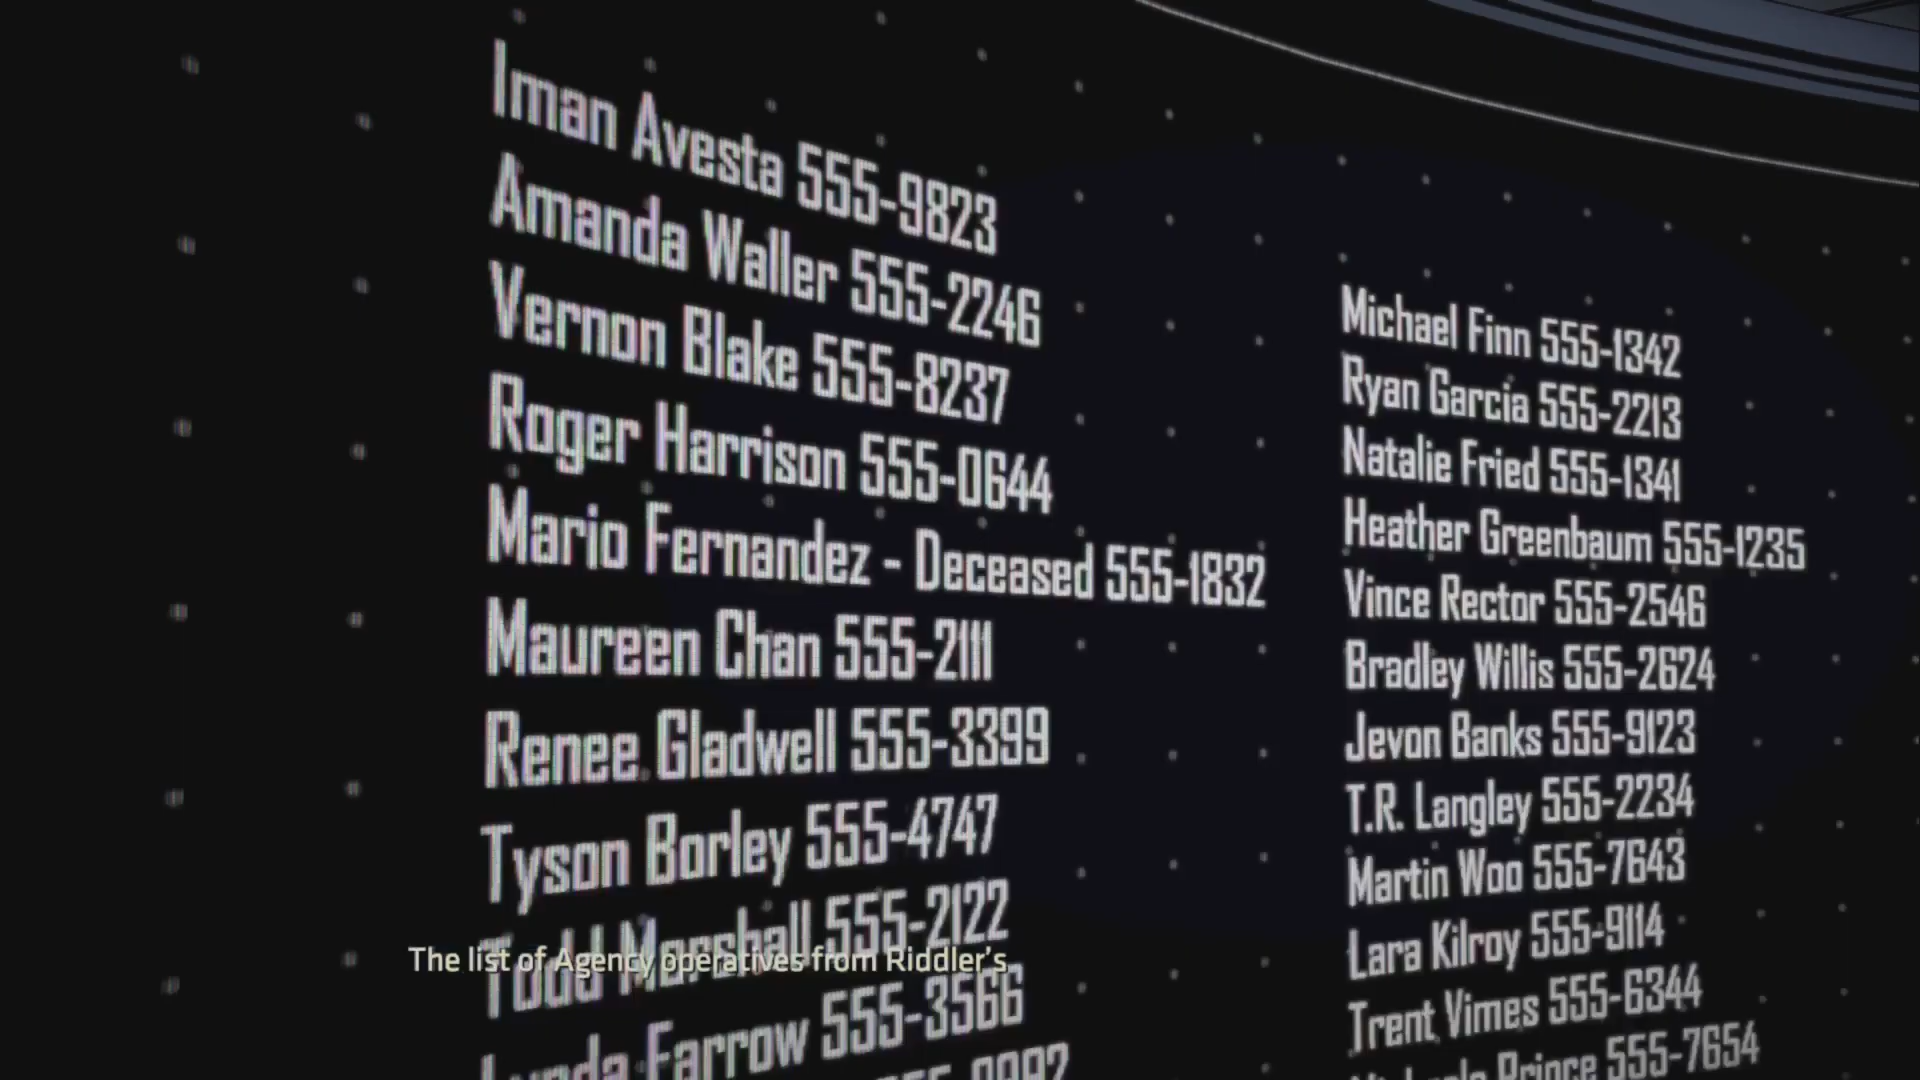 Iman Avesta 555-9823
Amanda Waller 555-2246
Vernon Blake 555-8237
Roger Harrison 555-0644
Mario Fernandez - Deceased 555-1832
Maureen Chan 555-2111
Renee Gladwell 555-3399
Tyson Borley 555-4747
Todd Marshall 555-2122
Lynda Farrow 555-3566
Michael Finn 555-1342
Ryan Garcia 555-2213
Natalie Fried 555-1341
Heather Greenbaum 555-1235
Vince Rector 555-2546
Bradley Willis 555-2624
Jevon Banks 555-9123
T.R. Langley 555-2234
Martin Woo 555-7643
Lara Kilroy 555-9114
Trent Vimes 555-6344
Prince 555-7654
The list of Agency operatives from Riddler's